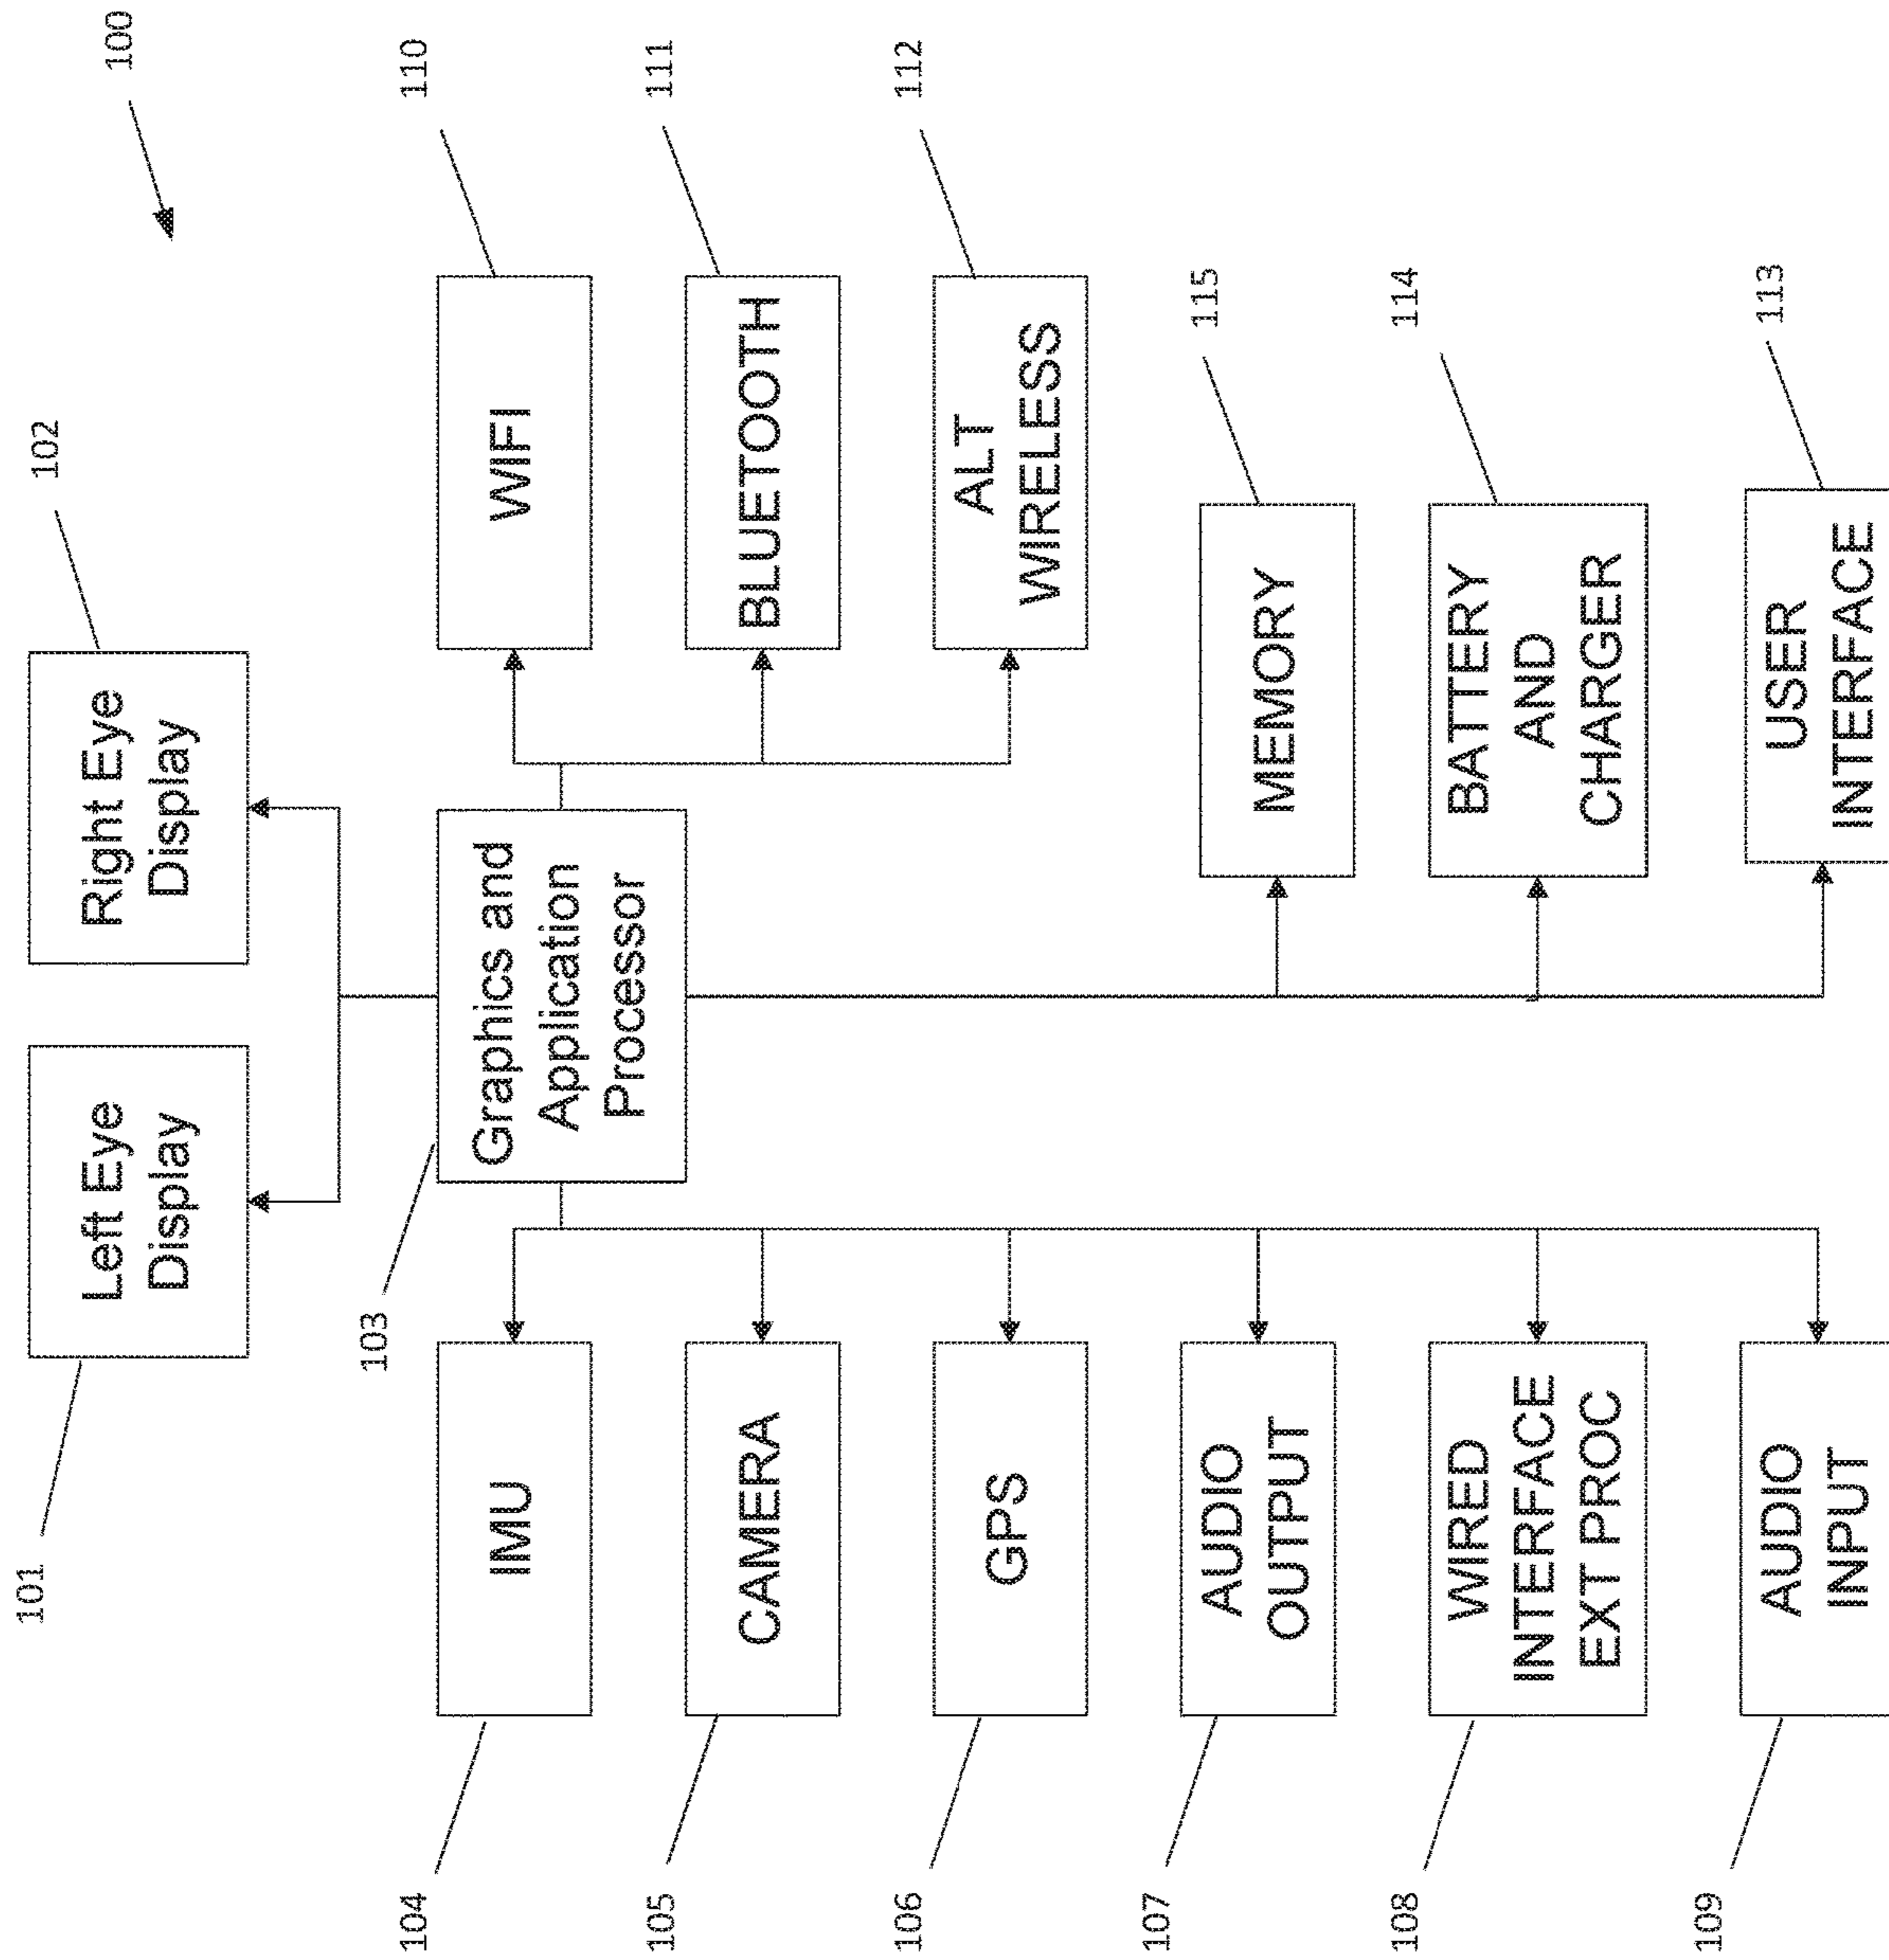 100
101
Left Eye
Display
102
Right Eye
Display
103
Graphics and
Application
Processor
104
IMU
105
CAMERA
106
GPS
107
AUDIO
OUTPUT
108
WIRED
INTERFACE
EXT PROC
109
AUDIO
INPUT
110
WIFI
111
BLUETOOTH
112
ALT
WIRELESS
115
MEMORY
114
BATTERY
AND
CHARGER
113
USER
INTERFACE